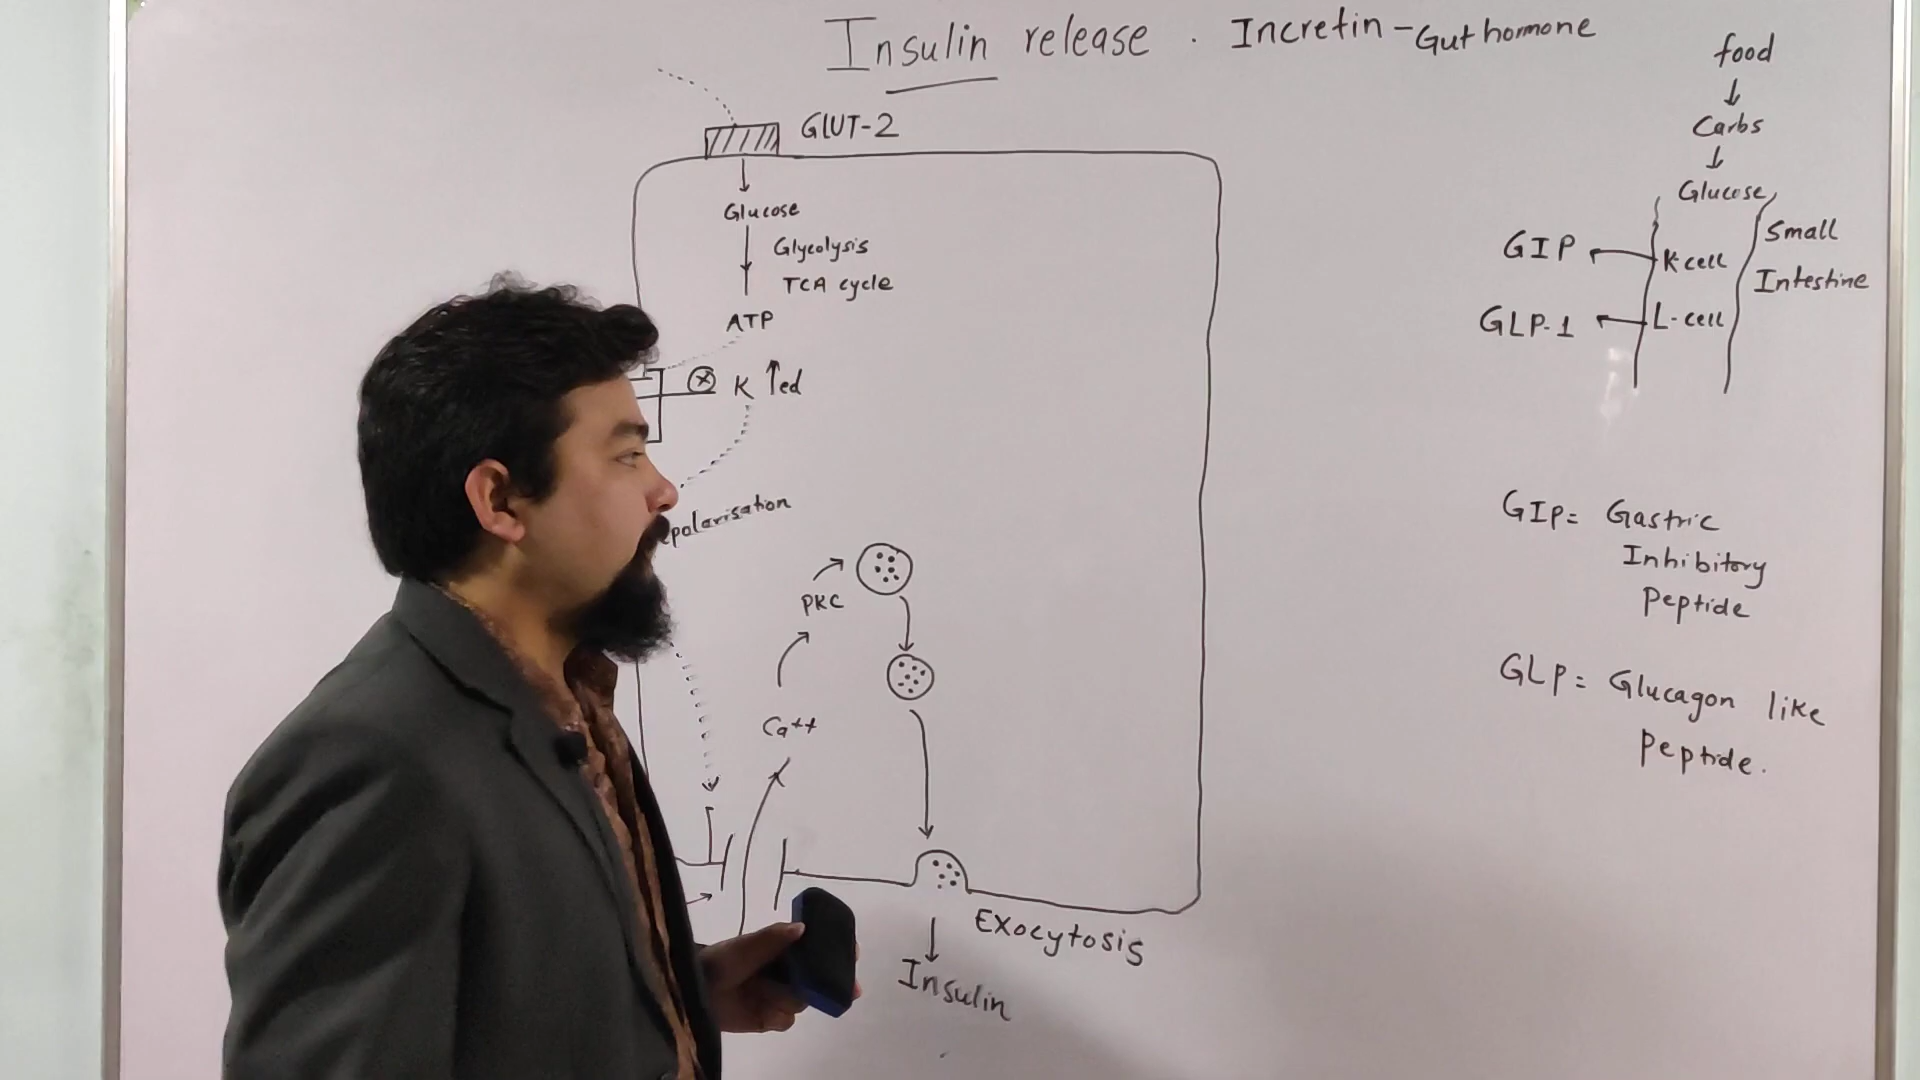 Insulin release . Incretin - Gut hormone
GLUT-2
Glucose
Glycolysis
TCA cycle
ATP
K ↑ed
polarisation
PKC
Ca++
Exocytosis
Insulin
food
Carbs
Glucose
Small
Intestine
GIP
K-cell
GLP-1
L-cell
GIP = Gastric
Inhibitory
Peptide
GLP = Glucagon like
Peptide.